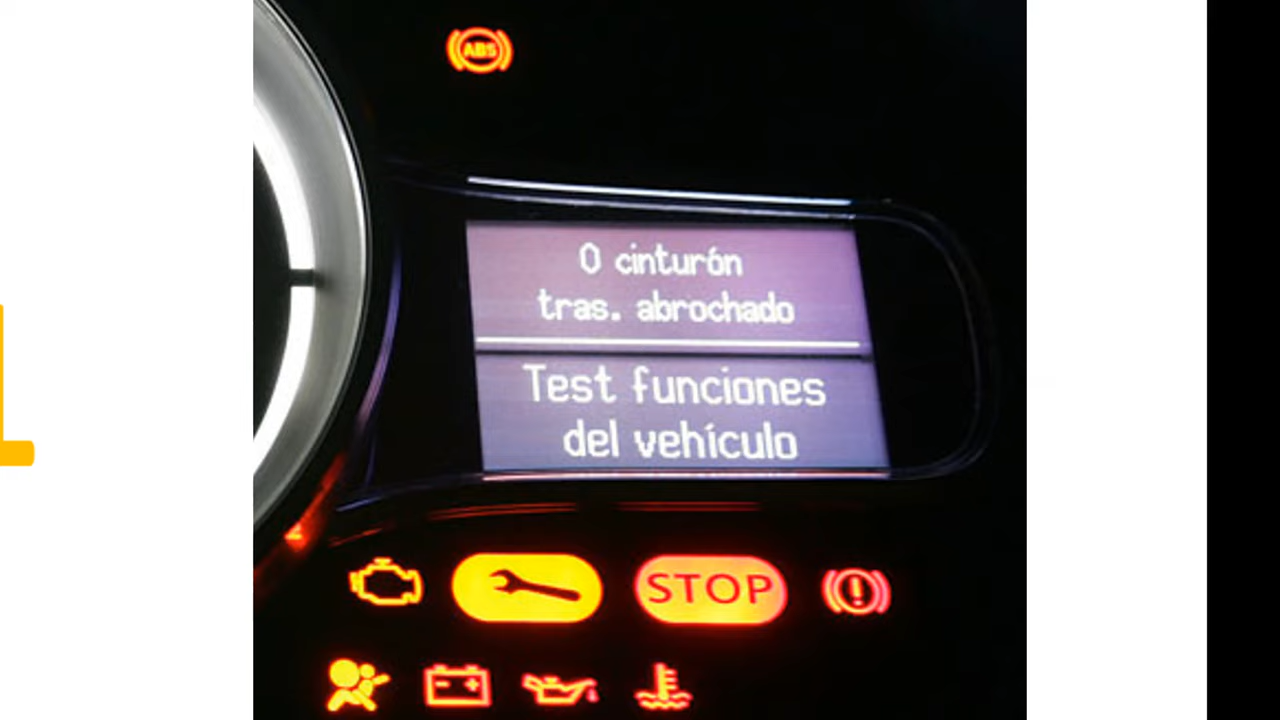 ABS
0 cinturón
tras. abrochado
Test funciones
del vehículo
STOP